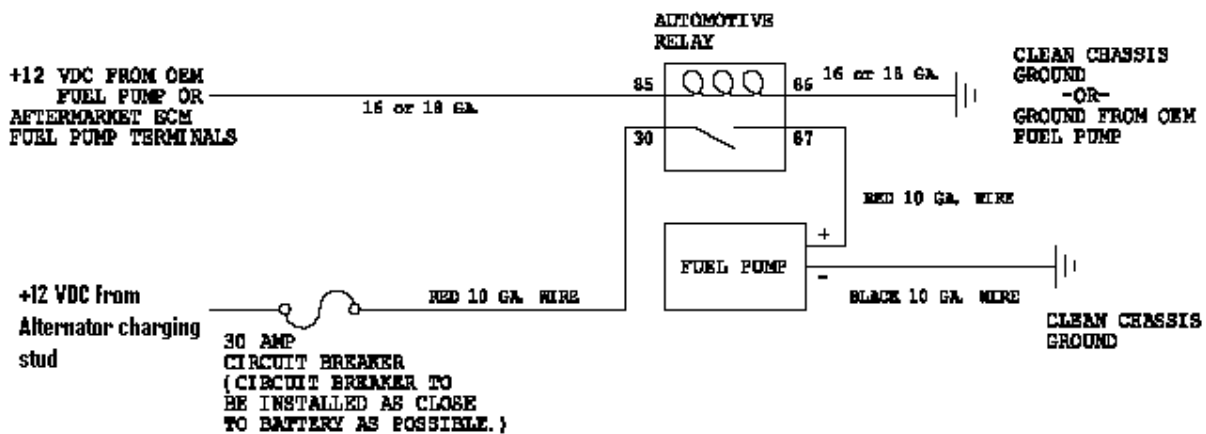 AUTOMOTIVE
RELAY
+12 VDC FROM OEM
FUEL PUMP OR
AFTERMARKET ECM
FUEL PUMP TERMINALS
16 or 18 GA.
85
86
16 or 18 GA.
CLEAN CHASSIS
GROUND
-OR-
GROUND FROM OEM
FUEL PUMP
30
87
RED 10 GA. WIRE
FUEL PUMP
+
-
BLACK 10 GA. WIRE
CLEAN CHASSIS
GROUND
+12 VDC From
Alternator charging
stud
RED 10 GA. WIRE
30 AMP
CIRCUIT BREAKER
(CIRCUIT BREAKER TO
BE INSTALLED AS CLOSE
TO BATTERY AS POSSIBLE.)